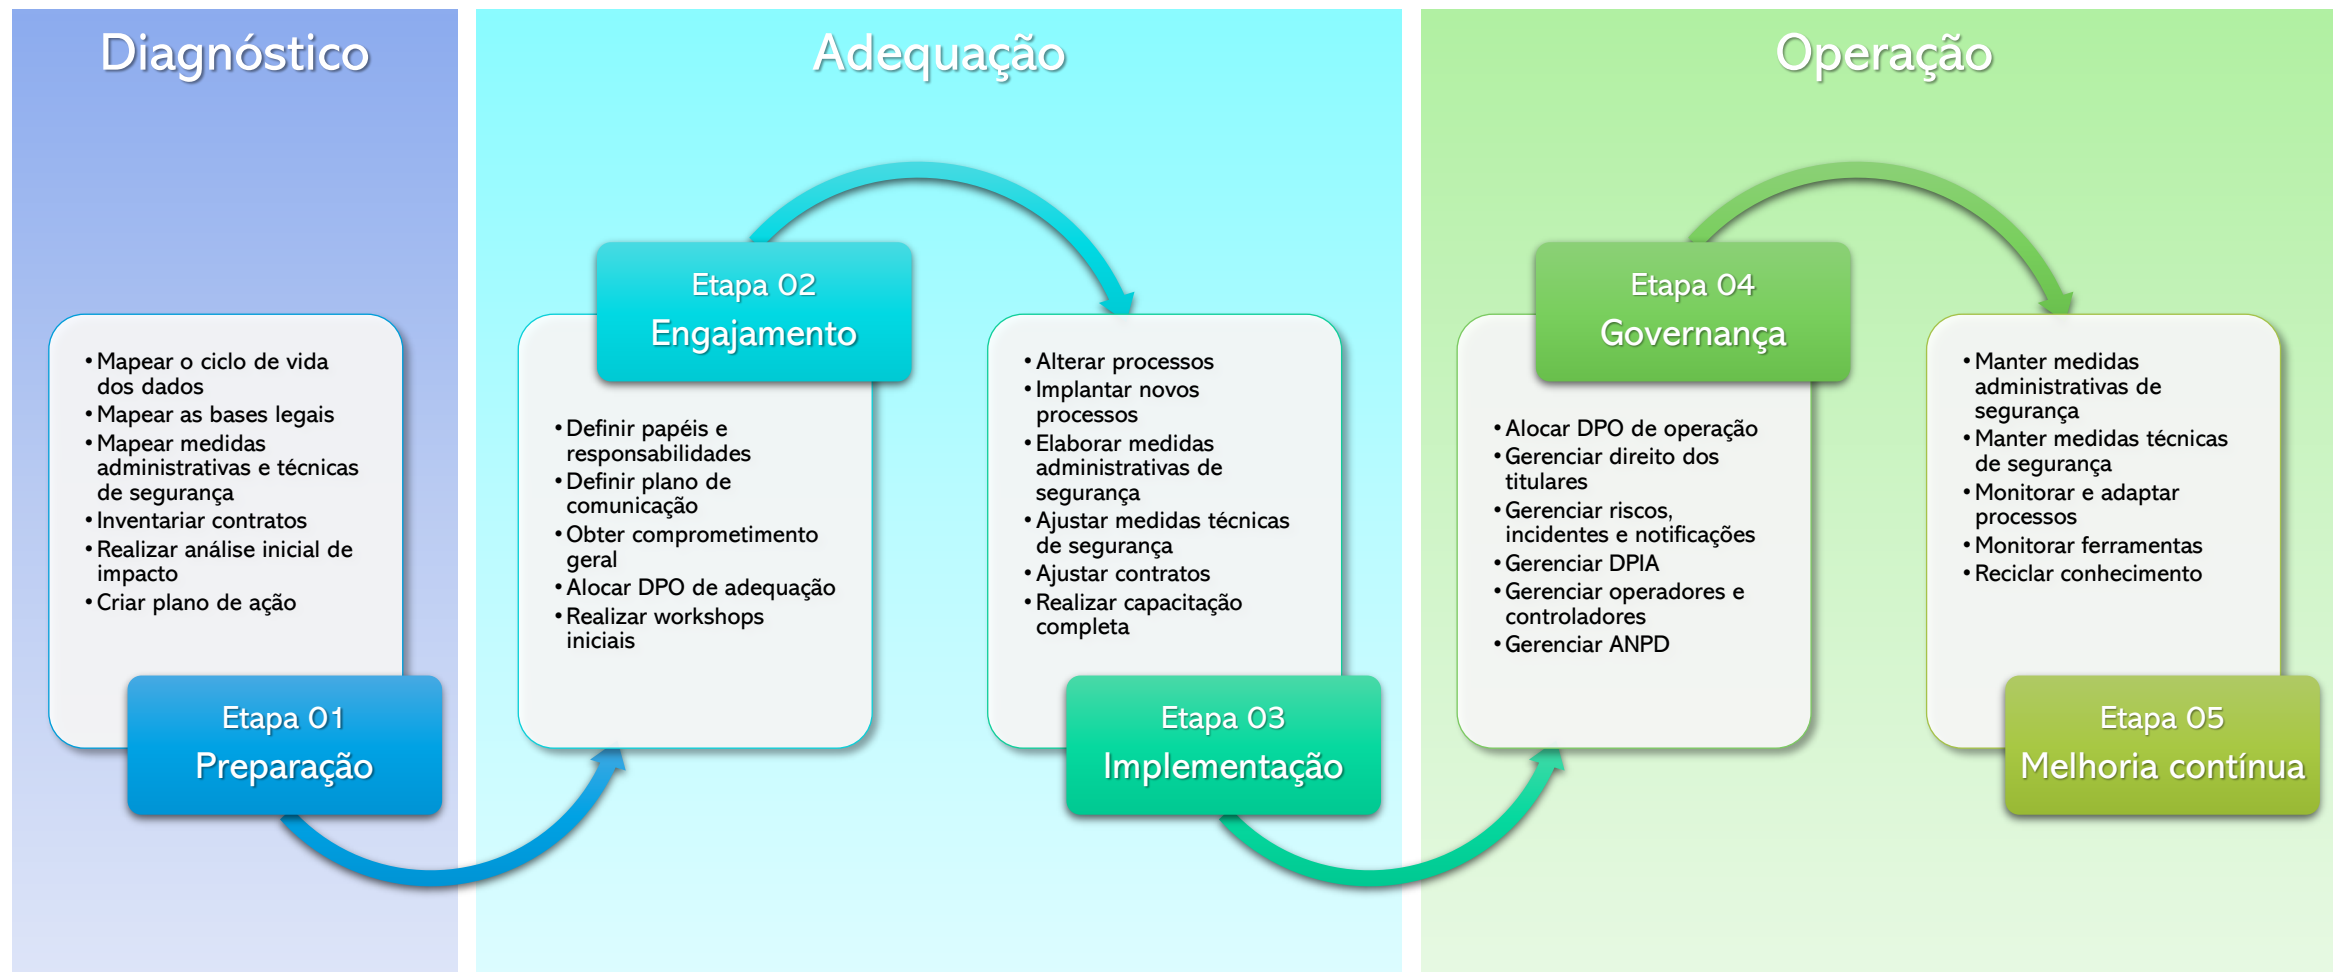 Diagnóstico
• Mapear o ciclo de vida
dos dados
• Mapear as bases legais
• Mapear medidas
administrativas e técnicas
de segurança
• Inventariar contratos
• Realizar análise inicial de
impacto
• Criar plano de ação
Etapa 01
Preparação
Adequação
Etapa 02
Engajamento
• Definir papéis e
responsabilidades
• Definir plano de
comunicação
• Obter comprometimento
geral
• Alocar DPO de adequação
• Realizar workshops
iniciais
• Alterar processos
• Implantar novos
processos
• Elaborar medidas
administrativas de
segurança
• Ajustar medidas técnicas
de segurança
• Ajustar contratos
• Realizar capacitação
completa
Etapa 03
Implementação
Operação
Etapa 04
Governança
• Alocar DPO de operação
• Gerenciar direito dos
titulares
• Gerenciar riscos,
incidentes e notificações
• Gerenciar DPIA
• Gerenciar operadores e
controladores
• Gerenciar ANPD
• Manter medidas
administrativas de
segurança
• Manter medidas técnicas
de segurança
• Monitorar e adaptar
processos
• Monitorar ferramentas
• Reciclar conhecimento
Etapa 05
Melhoria contínua